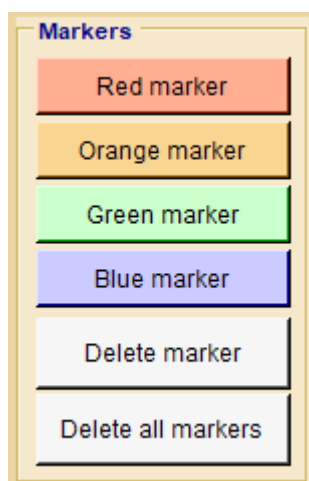 Markers
Red marker
Orange marker
Green marker
Blue marker
Delete marker
Delete all markers